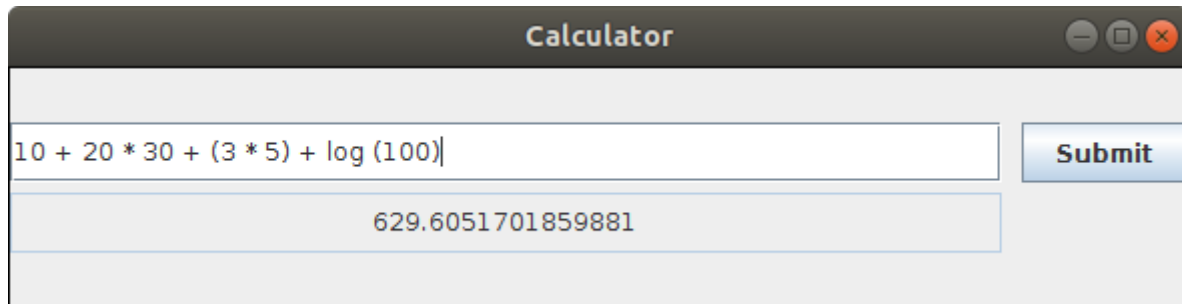 Calculator
10 + 20 * 30 + (3 * 5) + log (100)
Submit
629.6051701859881